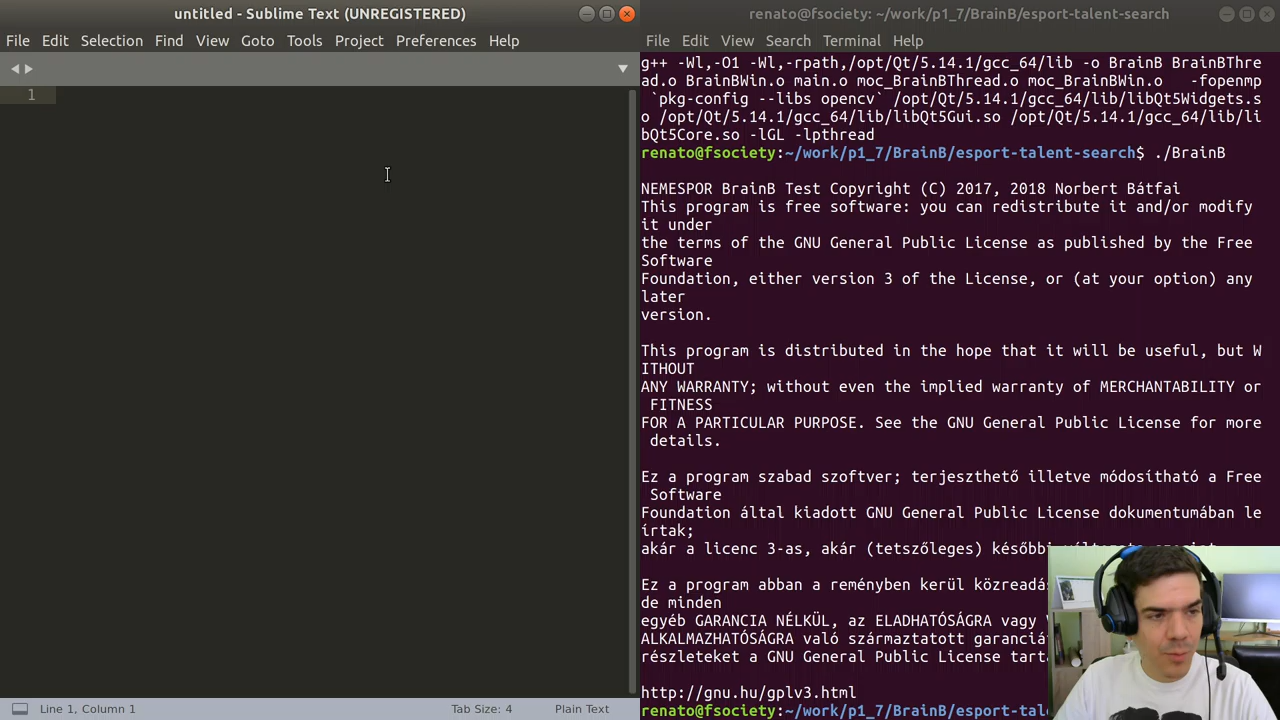 untitled - Sublime Text (UNREGISTERED)
File Edit Selection Find View Goto Tools Project Preferences Help
1
Line 1, Column 1 Tab Size: 4 Plain Text
renato@fsociety: ~/work/p1_7/BrainB/esport-talent-search
File Edit View Search Terminal Help
g++ -Wl,-O1 -Wl,-rpath,/opt/Qt/5.14.1/gcc_64/lib -o BrainB BrainBThre
ad.o BrainBWin.o main.o moc_BrainBThread.o moc_BrainBWin.o -fopenmp
`pkg-config --libs opencv` /opt/Qt/5.14.1/gcc_64/lib/libQt5Widgets.s
o /opt/Qt/5.14.1/gcc_64/lib/libQt5Gui.so /opt/Qt/5.14.1/gcc_64/lib/li
bQt5Core.so -lGL -lpthread
renato@fsociety:~/work/p1_7/BrainB/esport-talent-search$ ./BrainB
NEMESPOR BrainB Test Copyright (C) 2017, 2018 Norbert Bátfai
This program is free software: you can redistribute it and/or modify
it under
the terms of the GNU General Public License as published by the Free
Software
Foundation, either version 3 of the License, or (at your option) any
later
version.
This program is distributed in the hope that it will be useful, but W
ITHOUT
ANY WARRANTY; without even the implied warranty of MERCHANTABILITY or
FITNESS
FOR A PARTICULAR PURPOSE. See the GNU General Public License for more
details.
Ez a program szabad szoftver; terjeszthető illetve módosítható a Free
Software
Foundation által kiadott GNU General Public License dokumentumában le
írtak;
akár a licenc 3-as, akár (tetszőleges) későbbi
Ez a program abban a reményben kerül
de minden
egyéb GARANCIA NÉLKÜL, az ELADHATÓSÁGRA vagy
ALKALMAZHATÓSÁGRA való származtatott
részleteket a GNU General Public License
http://gnu.hu/gplv3.html
renato@fsociety:~/work/p1_7/BrainB/